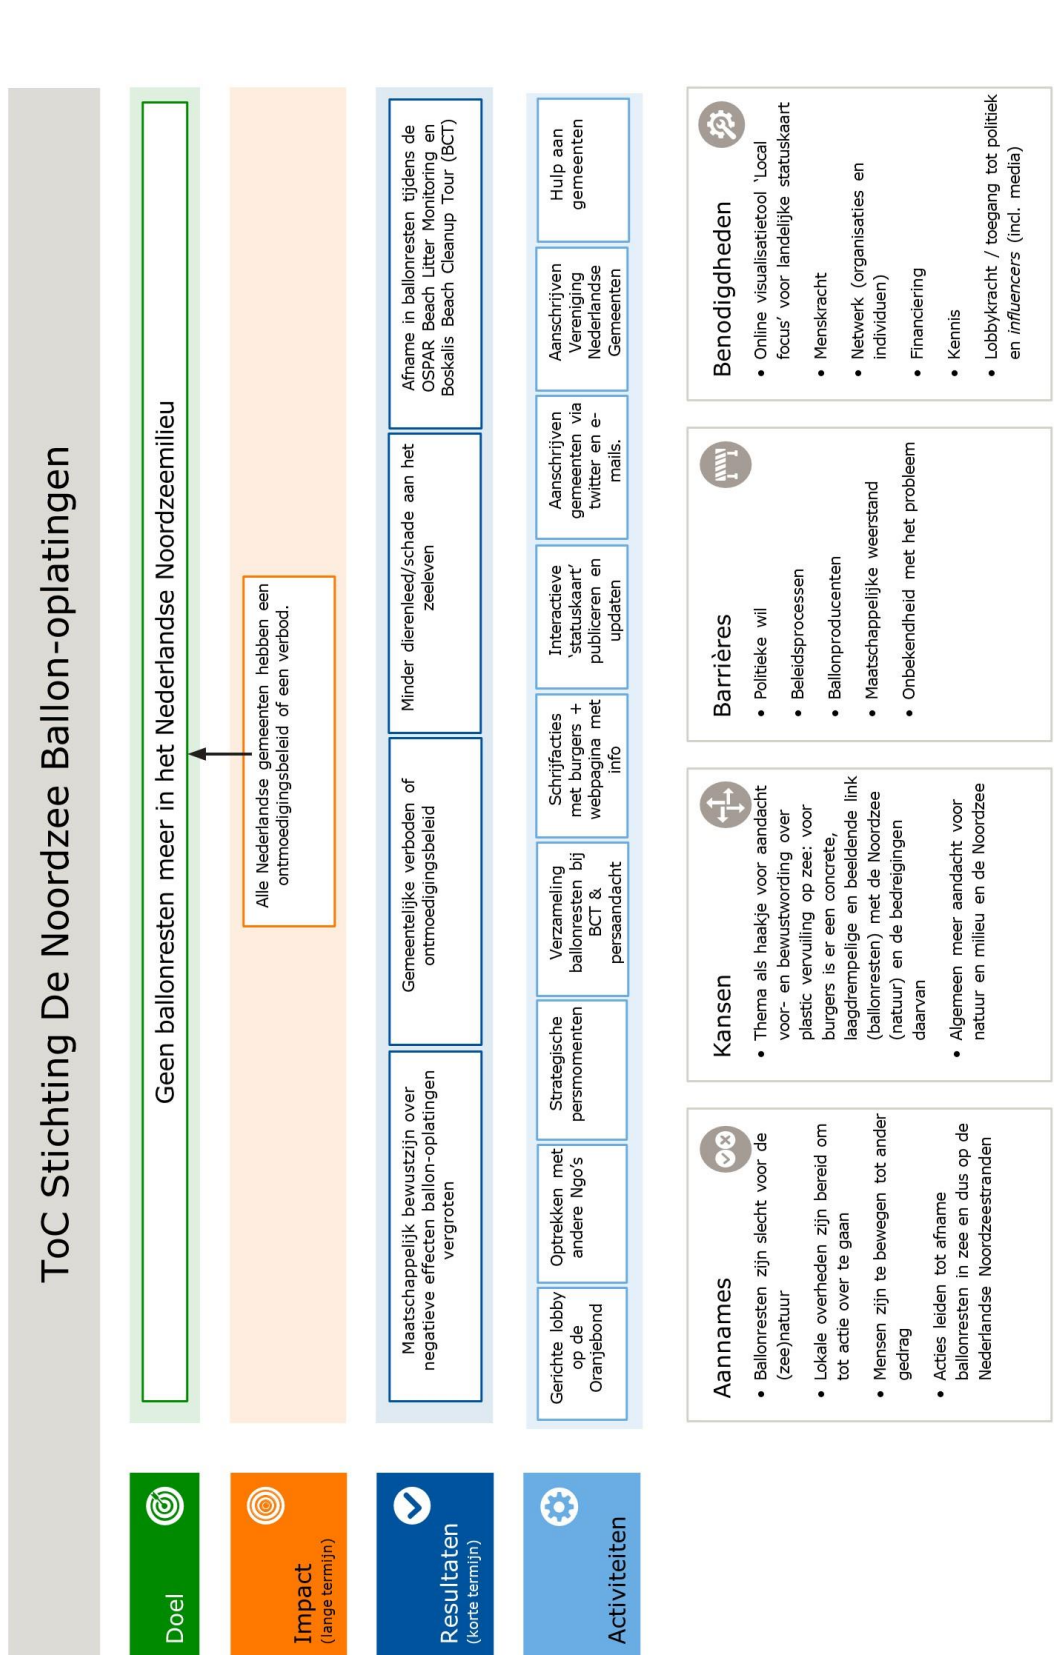 ToC Stichting De Noordzee Ballon-oplatingen
Doel
Geen ballonresten meer in het Nederlandse Noordzeemilieu
Impact
(lange termijn)
Alle Nederlandse gemeenten hebben een
ontmoedigingsbeleid of een verbod.
Resultaten
(korte termijn)
Maatschappelijk bewustzijn over
negatieve effecten ballon-oplatingen
vergroten
Gemeentelijke verboden of
ontmoedigingsbeleid
Minder dierenleed/schade aan het
zeeleven
Afname in ballonresten tijdens de
OSPAR Beach Litter Monitoring en
Boskalis Beach Cleanup Tour (BCT)
Activiteiten
Gerichte lobby
op de
Oranjebond
Optrekken met
andere Ngo's
Strategische
persmomenten
Verzameling
ballonresten bij
BCT &
persaandacht
Schrijfacties
met burgers +
webpagina met
info
Interactieve
'statuskaart'
publiceren en
updaten
Aanschrijven
gemeenten via
twitter en e-
mails.
Aanschrijven
Vereniging
Nederlandse
Gemeenten
Hulp aan
gemeenten
Aannames
• Ballonresten zijn slecht voor de
(zee)natuur
• Lokale overheden zijn bereid om
tot actie over te gaan
• Mensen zijn te bewegen tot ander
gedrag
• Acties leiden tot afname
ballonresten in zee en dus op de
Nederlandse Noordzeestranden
Kansen
• Thema als haakje voor aandacht
voor- en bewustwording over
plastic vervuiling op zee: voor
burgers is er een concrete,
laagdrempelige en beeldende link
(ballonresten) met de Noordzee
(natuur) en de bedreigingen
daarvan
• Algemeen meer aandacht voor
natuur en milieu en de Noordzee
Barrières
• Politieke wil
• Beleidsprocessen
• Ballonproducenten
• Maatschappelijke weerstand
• Onbekendheid met het probleem
Benodigdheden
• Online visualisatietool 'Local
focus' voor landelijke statuskaart
• Menskracht
• Netwerk (organisaties en
individuen)
• Financiering
• Kennis
• Lobbykracht / toegang tot politiek
en influencers (incl. media)